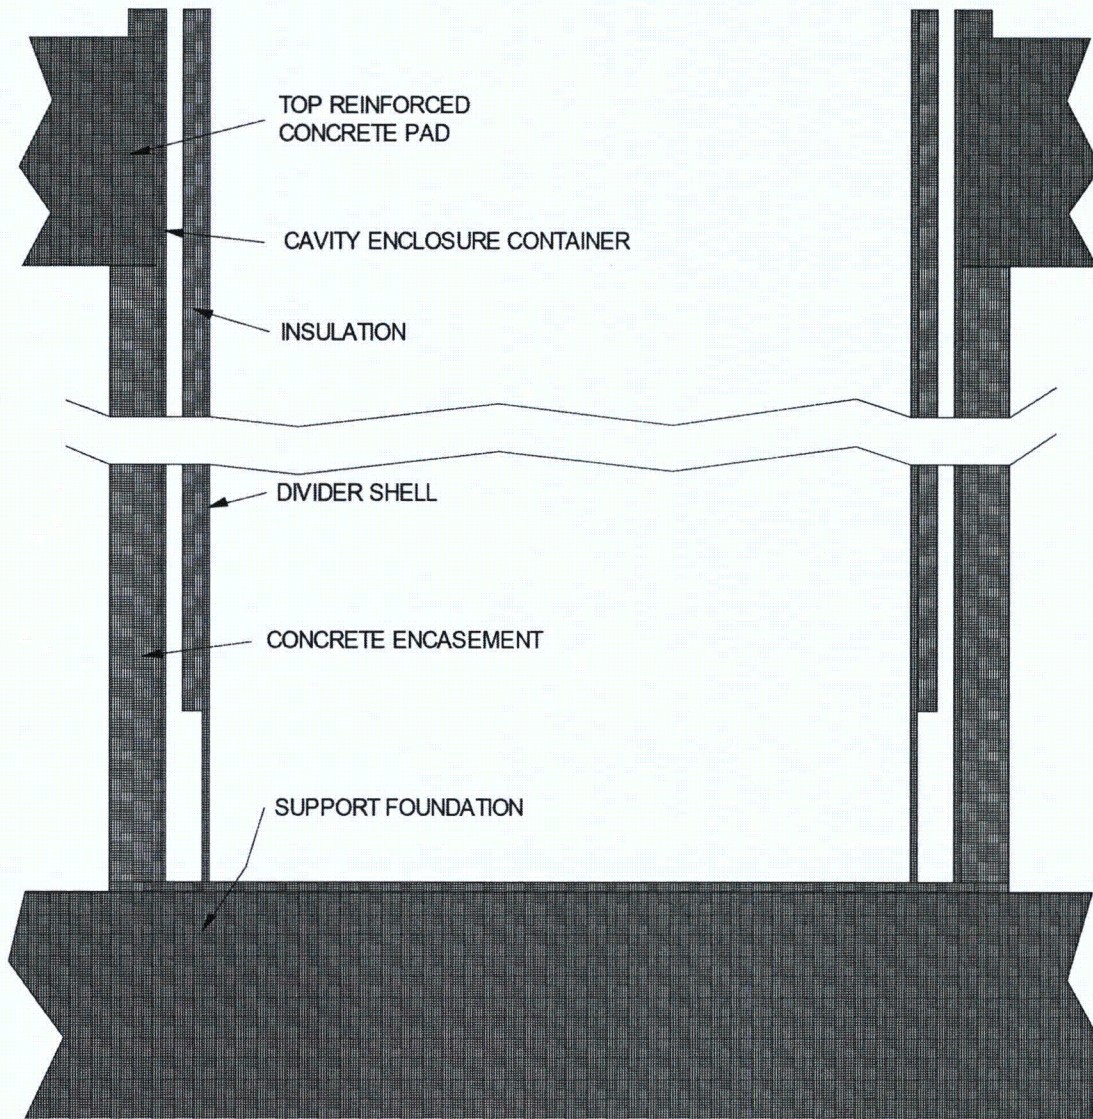 TOP REINFORCED
CONCRETE PAD
CAVITY ENCLOSURE CONTAINER
INSULATION
DIVIDER SHELL
CONCRETE ENCASEMENT
SUPPORT FOUNDATION